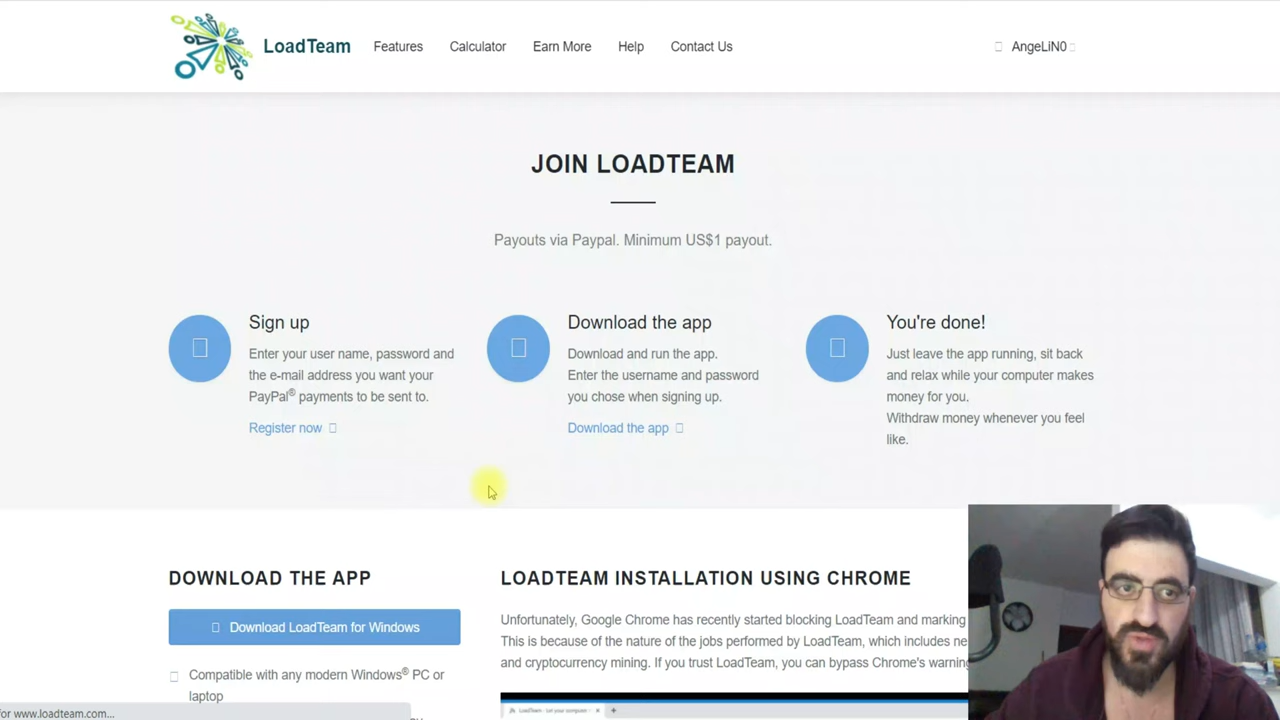 LoadTeam
Features
Calculator
Earn More
Help
Contact Us
AngeLiN0
JOIN LOADTEAM
Payouts via Paypal. Minimum US$1 payout.
Sign up
Enter your user name, password and
the e-mail address you want your
PayPal® payments to be sent to.
Register now
Download the app
Download and run the app.
Enter the username and password
you chose when signing up.
Download the app
You're done!
Just leave the app running, sit back
and relax while your computer makes
money for you.
Withdraw money whenever you feel
like.
DOWNLOAD THE APP
Download LoadTeam for Windows
Compatible with any modern Windows® PC or
laptop
LOADTEAM INSTALLATION USING CHROME
Unfortunately, Google Chrome has recently started blocking LoadTeam and marking
This is because of the nature of the jobs performed by LoadTeam, which includes ne
and cryptocurrency mining. If you trust LoadTeam, you can bypass Chrome's warning
LoadTeam - Let your computer
for www.loadteam.com...